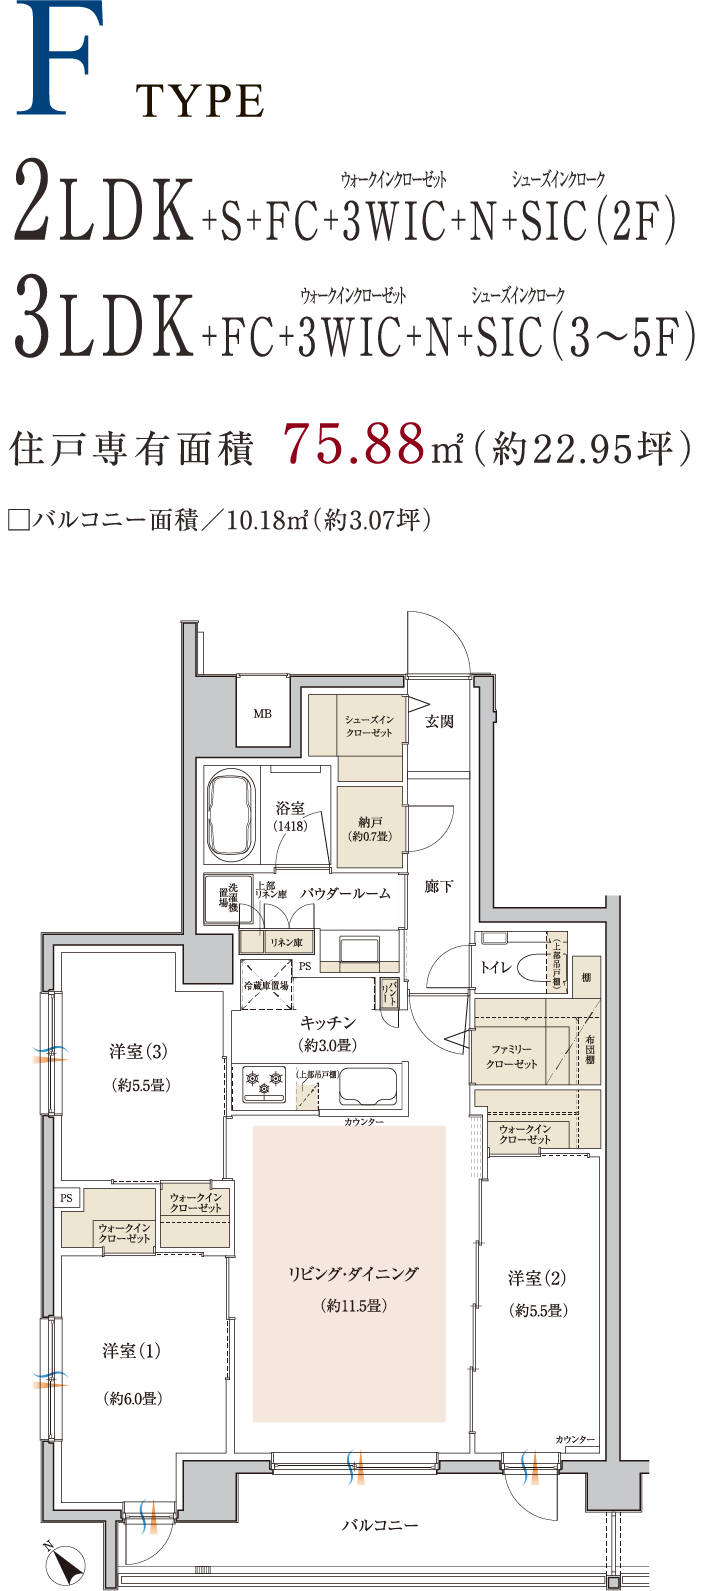 F TYPE
ウォークインクローゼット シューズインクローク
2LDK+S+FC+3WIC+N+SIC(2F)
ウォークインクローゼット シューズインクローク
3LDK+FC+3WIC+N+SIC(3〜5F)
住戸専有面積 75.88㎡(約22.95坪)
□バルコニー面積／10.18㎡(約3.07坪)
MB
シューズイン
クローゼット
玄関
浴室
(1418)
納戸
(約0.7畳)
洗濯機
置場
上部
リネン庫
パウダールーム
廊下
リネン庫
PS
トイレ
(上部吊戸棚)
棚
冷蔵庫置場
パント
リー
キッチン
(約3.0畳)
ファミリー
クローゼット
布団棚
洋室(3)
(約5.5畳)
(上部吊戸棚)
カウンター
ウォークイン
クローゼット
PS
ウォークイン
クローゼット
ウォークイン
クローゼット
リビング・ダイニング
(約11.5畳)
洋室(2)
(約5.5畳)
洋室(1)
(約6.0畳)
カウンター
バルコニー
N